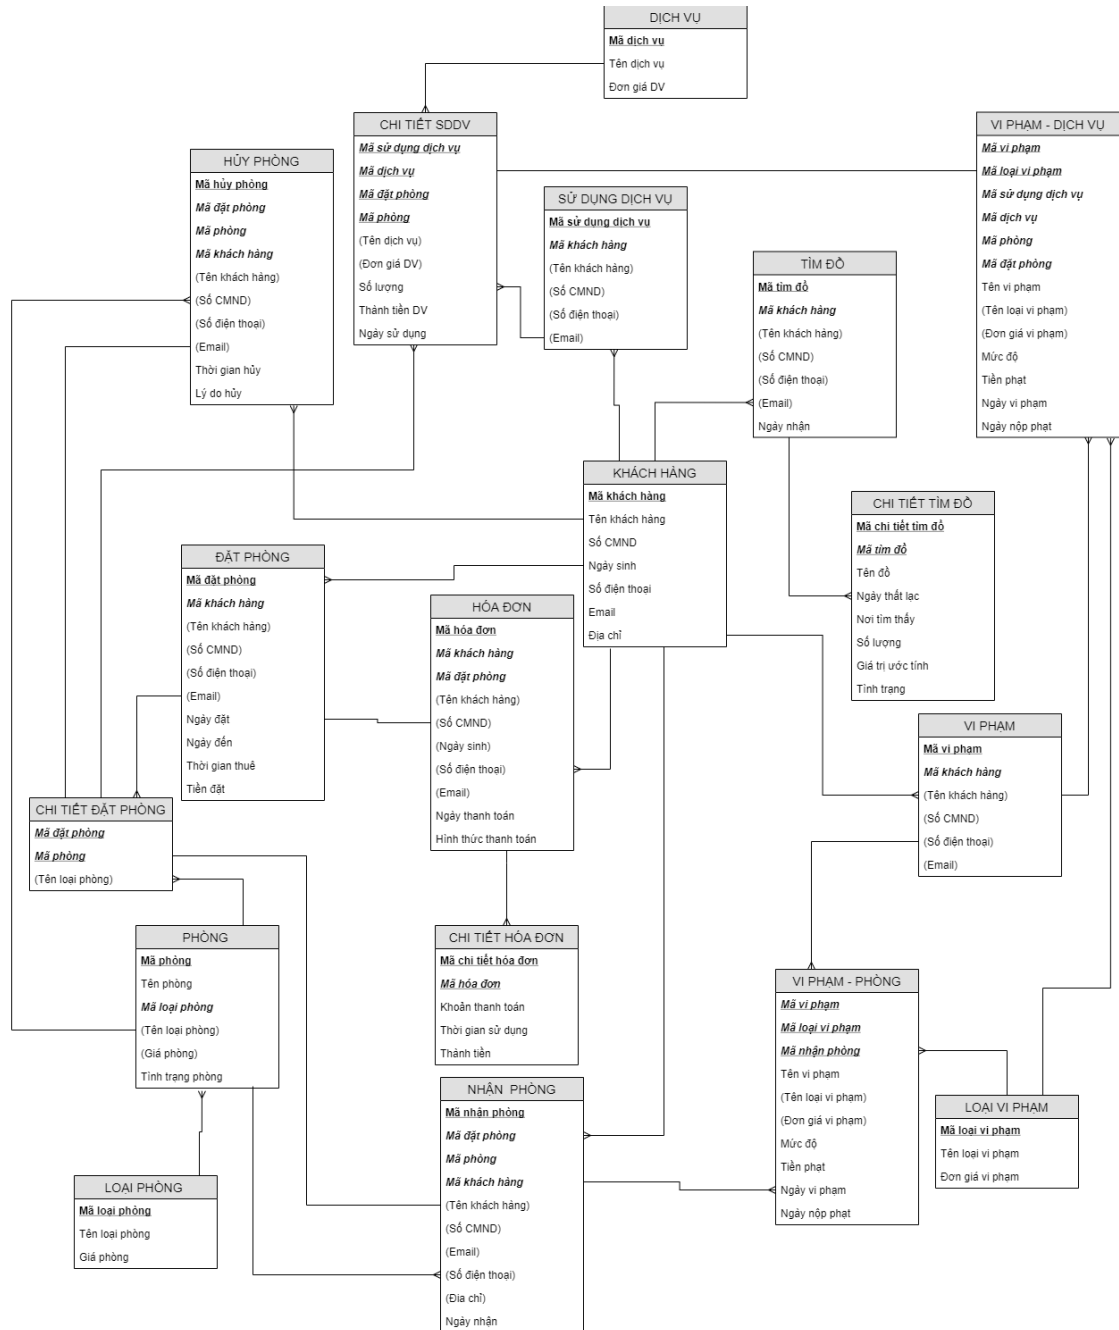 DỊCH VỤ
Mã dịch vụ
Tên dịch vụ
Đơn giá DV
CHI TIẾT SDDV
Mã sử dụng dịch vụ
Mã dịch vụ
Mã đặt phòng
Mã phòng
(Tên dịch vụ)
(Đơn giá DV)
Số lượng
Thành tiền DV
Ngày sử dụng
VI PHẠM - DỊCH VỤ
Mã vi phạm
Mã loại vi phạm
Mã sử dụng dịch vụ
Mã dịch vụ
Mã phòng
Mã đặt phòng
Tên vi phạm
(Tên loại vi phạm)
(Đơn giá vi phạm)
Mức độ
Tiền phạt
Ngày vi phạm
Ngày nộp phạt
HỦY PHÒNG
Mã hủy phòng
Mã đặt phòng
Mã phòng
Mã khách hàng
(Tên khách hàng)
(Số CMND)
(Số điện thoại)
(Email)
Thời gian hủy
Lý do hủy
SỬ DỤNG DỊCH VỤ
Mã sử dụng dịch vụ
Mã khách hàng
(Tên khách hàng)
(Số CMND)
(Số điện thoại)
(Email)
TÌM ĐỒ
Mã tìm đồ
Mã khách hàng
(Tên khách hàng)
(Số CMND)
(Số điện thoại)
(Email)
Ngày nhận
KHÁCH HÀNG
Mã khách hàng
Tên khách hàng
Số CMND
Ngày sinh
Số điện thoại
Email
Địa chỉ
CHI TIẾT TÌM ĐỒ
Mã chi tiết tìm đồ
Mã tìm đồ
Tên đồ
Ngày thất lạc
Nơi tìm thấy
Số lượng
Giá trị ước tính
Tình trạng
ĐẶT PHÒNG
Mã đặt phòng
Mã khách hàng
(Tên khách hàng)
(Số CMND)
(Số điện thoại)
(Email)
Ngày đặt
Ngày đến
Thời gian thuê
Tiền đặt
HÓA ĐƠN
Mã hóa đơn
Mã khách hàng
Mã đặt phòng
(Tên khách hàng)
(Số CMND)
(Ngày sinh)
(Số điện thoại)
(Email)
Ngày thanh toán
Hình thức thanh toán
VI PHẠM
Mã vi phạm
Mã khách hàng
(Tên khách hàng)
(Số CMND)
(Số điện thoại)
(Email)
CHI TIẾT ĐẶT PHÒNG
Mã đặt phòng
Mã phòng
(Tên loại phòng)
PHÒNG
Mã phòng
Tên phòng
Mã loại phòng
(Tên loại phòng)
(Giá phòng)
Tình trạng phòng
CHI TIẾT HÓA ĐƠN
Mã chi tiết hóa đơn
Mã hóa đơn
Khoản thanh toán
Thời gian sử dụng
Thành tiền
VI PHẠM - PHÒNG
Mã vi phạm
Mã loại vi phạm
Mã nhận phòng
Tên vi phạm
(Tên loại vi phạm)
(Đơn giá vi phạm)
Mức độ
Tiền phạt
Ngày vi phạm
Ngày nộp phạt
NHẬN PHÒNG
Mã nhận phòng
Mã đặt phòng
Mã phòng
Mã khách hàng
(Tên khách hàng)
(Số CMND)
(Email)
(Số điện thoại)
(Địa chỉ)
Ngày nhận
LOẠI VI PHẠM
Mã loại vi phạm
Tên loại vi phạm
Đơn giá vi phạm
LOẠI PHÒNG
Mã loại phòng
Tên loại phòng
Giá phòng